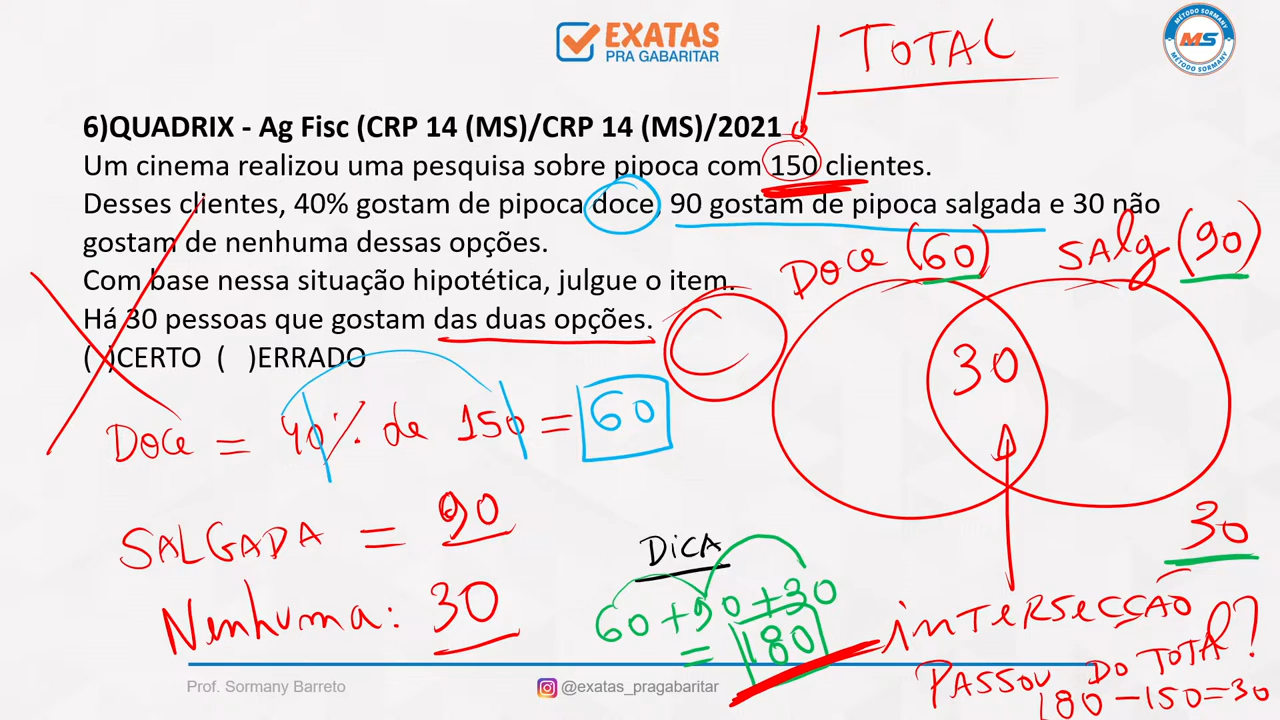 EXATAS
PRA GABARITAR
TOTAL
MÉTODO SORMANY
MS
MÉTODO SORMANY
6)QUADRIX - Ag Fisc (CRP 14 (MS)/CRP 14 (MS)/2021
Um cinema realizou uma pesquisa sobre pipoca com 150 clientes.
Desses clientes, 40% gostam de pipoca doce, 90 gostam de pipoca salgada e 30 não
gostam de nenhuma dessas opções.
Com base nessa situação hipotética, julgue o item.
Há 30 pessoas que gostam das duas opções.
( )CERTO ( )ERRADO
C
DOCE (60)
SAlg (90)
30
30
DOCE = 40% de 150 = 60
SALGADA = 90
Nenhuma: 30
DICA
60+90+30
= 180
INTERSECÇÃO
PASSOU DO TOTAL?
180-150=30
Prof. Sormany Barreto
@exatas_pragabaritar